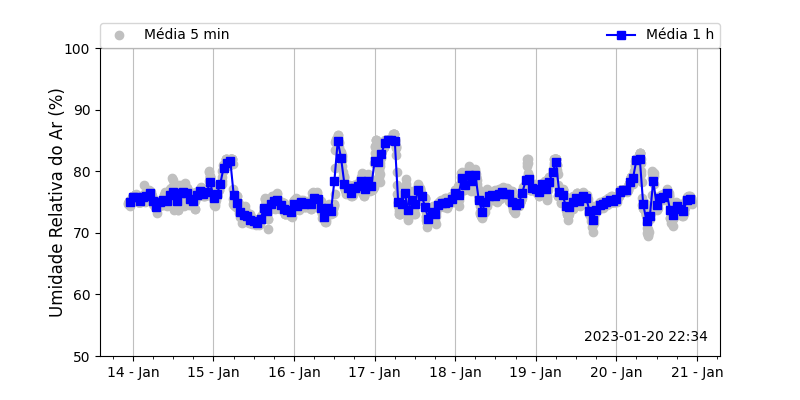 Média 5 min
Média 1 h
100
90
80
70
60
50
Umidade Relativa do Ar (%)
2023-01-20 22:34
14 - Jan
15 - Jan
16 - Jan
17 - Jan
18 - Jan
19 - Jan
20 - Jan
21 - Jan